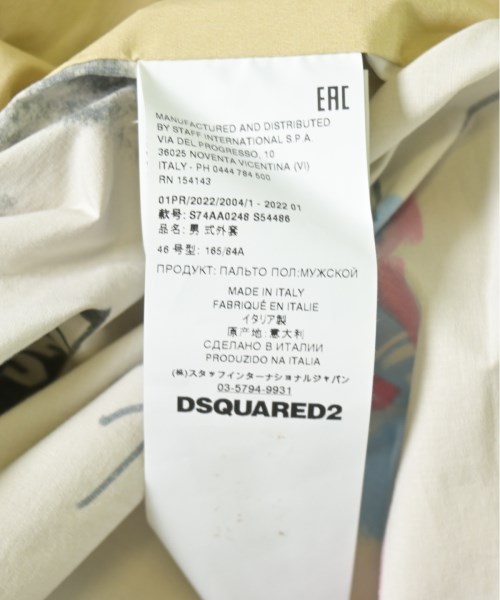 EAC
MANUFACTURED AND DISTRIBUTED
BY STAFF INTERNATIONAL S.P.A.
VIA DEL PROGRESSO, 10
36025 NOVENTA VICENTINA (VI)
ITALY - PH 0444 784 500
RN 154143
01PR/2022/2004/1 - 2022 01
款号: S74AA0248 S54486
品名: 男 式外套
46 号型: 165/84A
ПРОДУКТ: ПАЛЬТО ПОЛ:МУЖСКОЙ
MADE IN ITALY
FABRIQUÉ EN ITALIE
イタリア製
原产地: 意大利
СДЕЛАНО В ИТАЛИИ
PRODUZIDO NA ITALIA
(株)スタッフインターナショナルジャパン
03-5794-9931
DSQUARED2